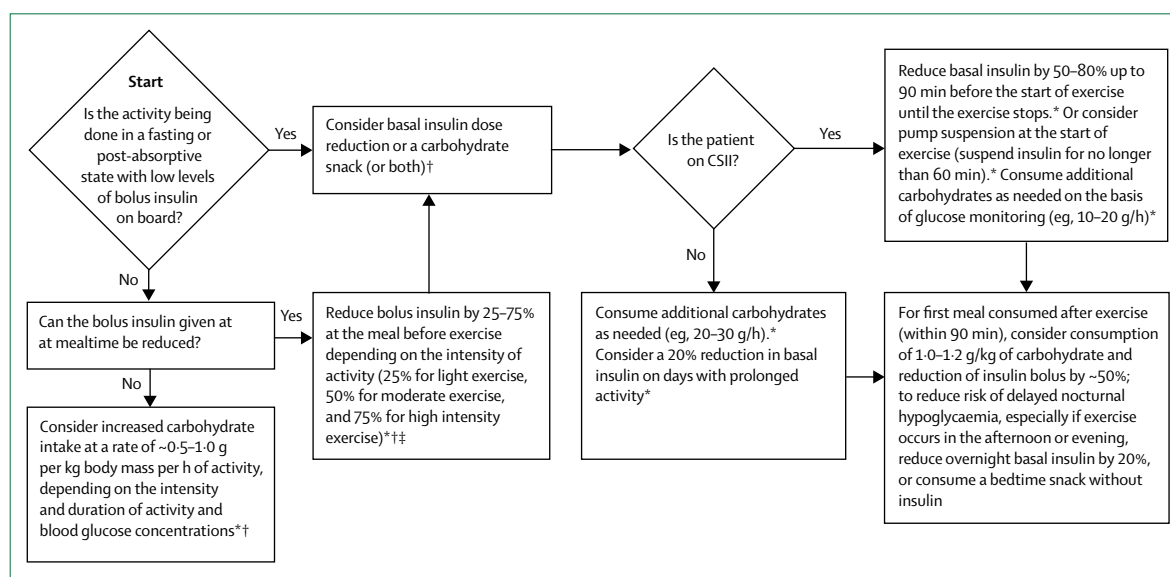 Start
Is the activity being
done in a fasting or
post-absorptive
state with low levels
of bolus insulin
on board?
Yes
Consider basal insulin dose
reduction or a carbohydrate
snack (or both)†
Is the patient
on CSII?
Yes
Reduce basal insulin by 50–80% up to
90 min before the start of exercise
until the exercise stops.* Or consider
pump suspension at the start of
exercise (suspend insulin for no longer
than 60 min).* Consume additional
carbohydrates as needed on the basis
of glucose monitoring (eg, 10–20 g/h)*
No
Can the bolus insulin given at
at mealtime be reduced?
Yes
Reduce bolus insulin by 25–75%
at the meal before exercise
depending on the intensity of
activity (25% for light exercise,
50% for moderate exercise,
and 75% for high intensity
exercise)*†‡
No
Consume additional carbohydrates
as needed (eg, 20–30 g/h).*
Consider a 20% reduction in basal
insulin on days with prolonged
activity*
For first meal consumed after exercise
(within 90 min), consider consumption
of 1·0–1·2 g/kg of carbohydrate and
reduction of insulin bolus by ~50%;
to reduce risk of delayed nocturnal
hypoglycaemia, especially if exercise
occurs in the afternoon or evening,
reduce overnight basal insulin by 20%,
or consume a bedtime snack without
insulin
No
Consider increased carbohydrate
intake at a rate of ~0·5–1·0 g
per kg body mass per h of activity,
depending on the intensity
and duration of activity and
blood glucose concentrations*†